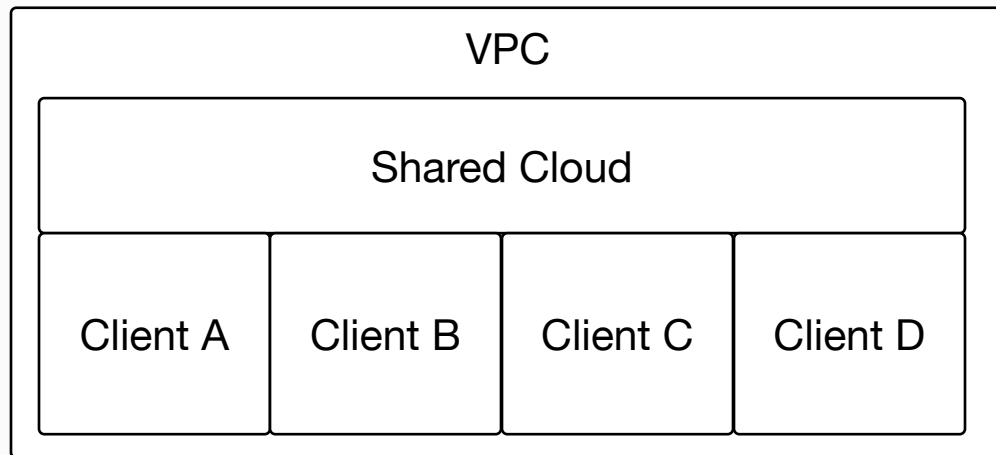 VPC
Shared Cloud
Client A
Client B
Client C
Client D